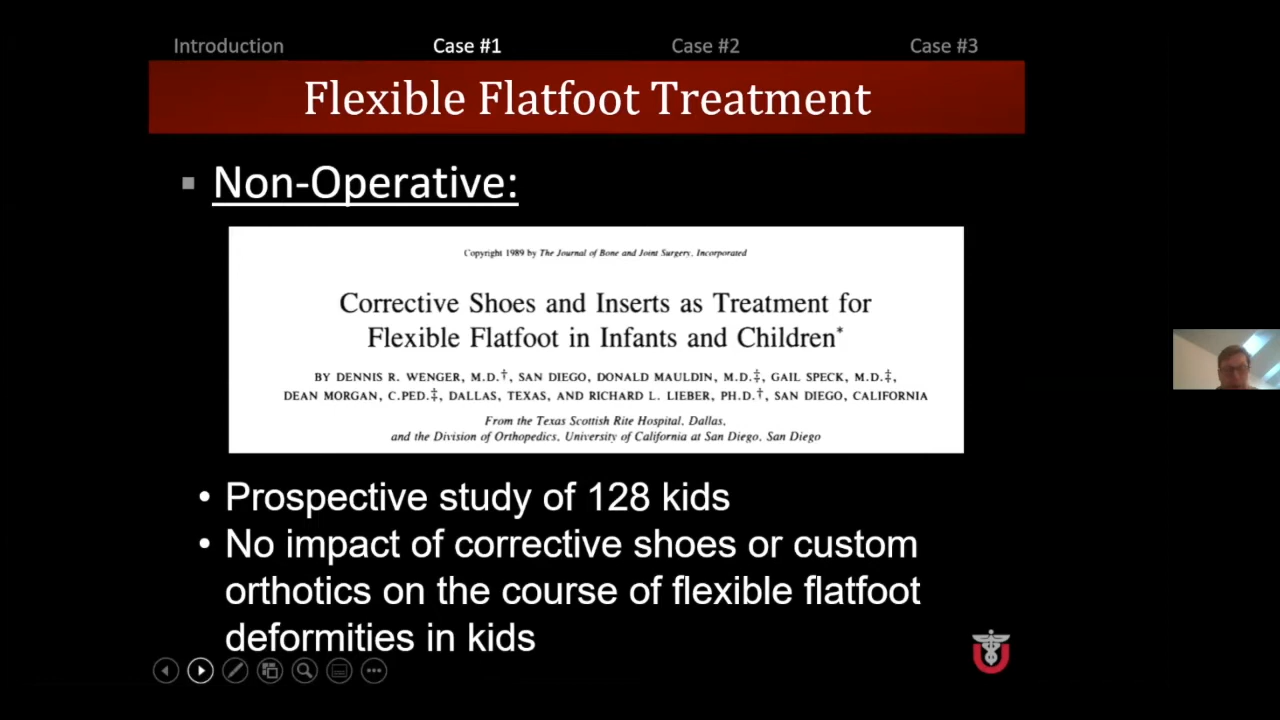 Introduction
Case #1
Case #2
Case #3
Flexible Flatfoot Treatment
Non-Operative:
Copyright 1989 by The Journal of Bone and Joint Surgery, Incorporated
Corrective Shoes and Inserts as Treatment for
Flexible Flatfoot in Infants and Children*
BY DENNIS R. WENGER, M.D.†, SAN DIEGO, DONALD MAULDIN, M.D.‡, GAIL SPECK, M.D.‡,
DEAN MORGAN, C.PED.‡, DALLAS, TEXAS, AND RICHARD L. LIEBER, PH.D.†, SAN DIEGO, CALIFORNIA
From the Texas Scottish Rite Hospital, Dallas,
and the Division of Orthopedics, University of California at San Diego, San Diego
• Prospective study of 128 kids
• No impact of corrective shoes or custom
orthotics on the course of flexible flatfoot
deformities in kids